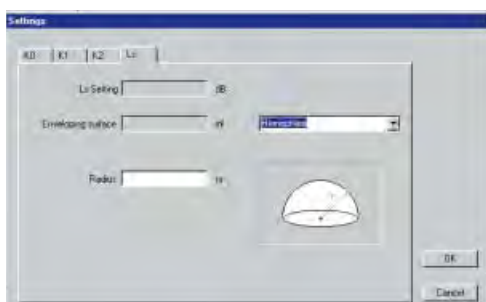 Settings
K0 K1 K2 Ls
Ls Setting dB
Enveloping surface m² Hemisphere
Radius m
OK
Cancel